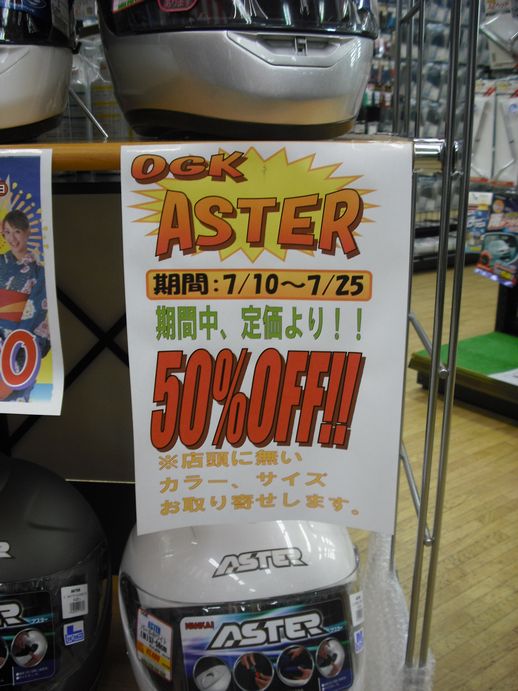 OGK
ASTER
期間:7/10～7/25
期間中、定価より！！
50%OFF!!
※店頭に無い
カラー、サイズ
お取り寄せします。
ASTER
ASTER
NANKAI ASTER